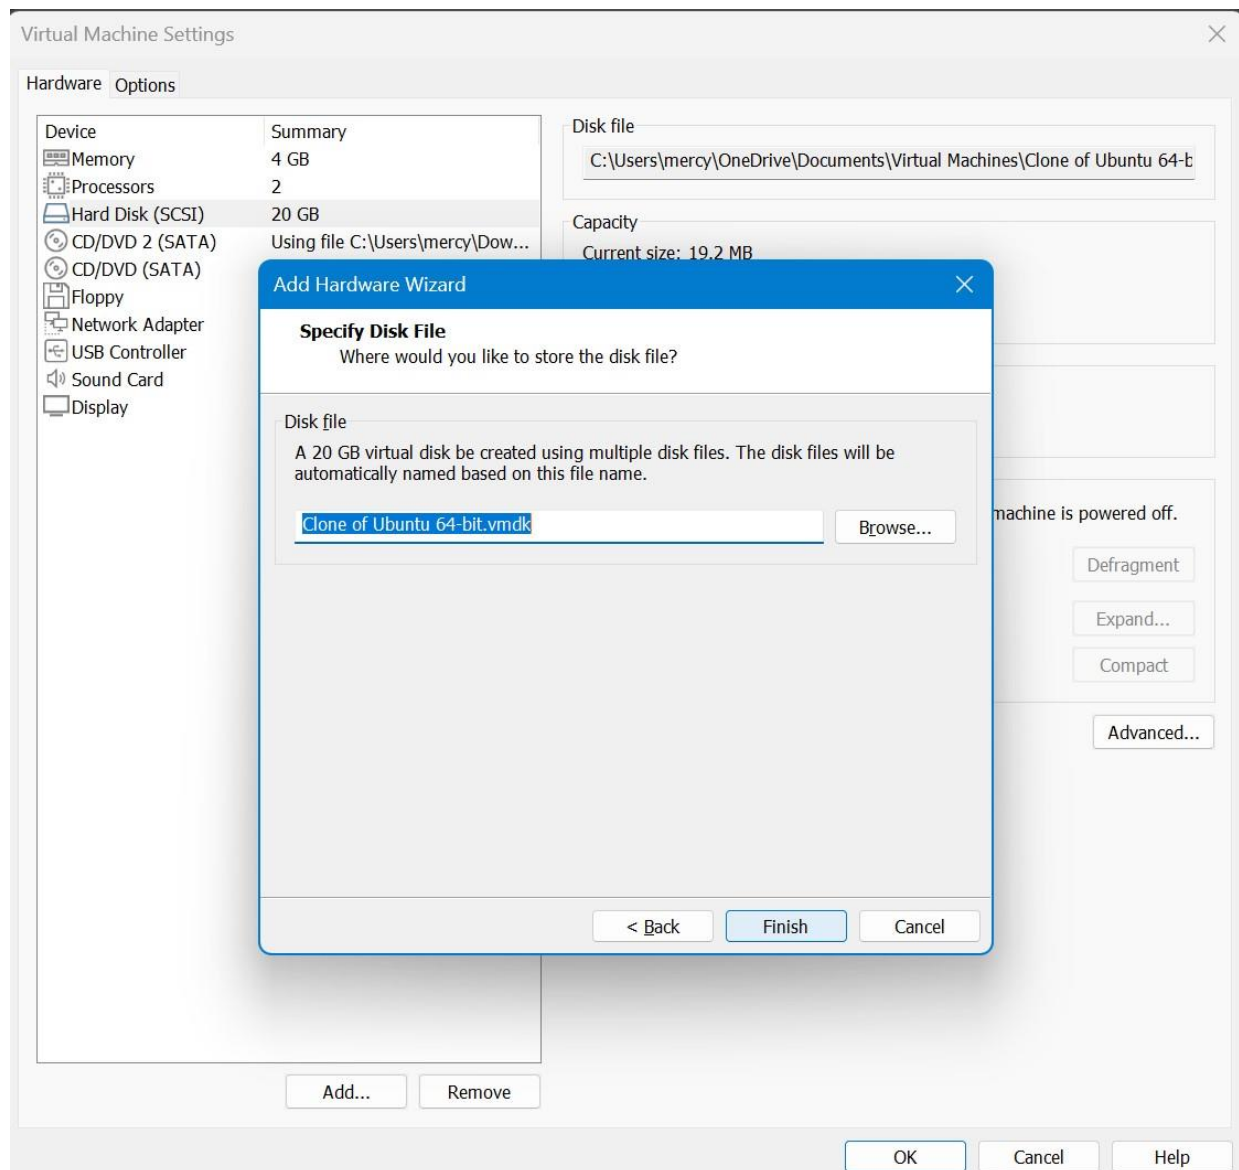 Virtual Machine Settings
Hardware Options
Device Summary
Memory 4 GB
Processors 2
Hard Disk (SCSI) 20 GB
CD/DVD 2 (SATA) Using file C:\Users\mercy\Dow...
CD/DVD (SATA)
Floppy
Network Adapter
USB Controller
Sound Card
Display
Add... Remove
Disk file
C:\Users\mercy\OneDrive\Documents\Virtual Machines\Clone of Ubuntu 64-b
Capacity
Current size: 19.2 MB
machine is powered off.
Defragment
Expand...
Compact
Advanced...
Add Hardware Wizard
Specify Disk File
Where would you like to store the disk file?
Disk file
A 20 GB virtual disk be created using multiple disk files. The disk files will be
automatically named based on this file name.
Clone of Ubuntu 64-bit.vmdk
Browse...
< Back Finish Cancel
OK Cancel Help